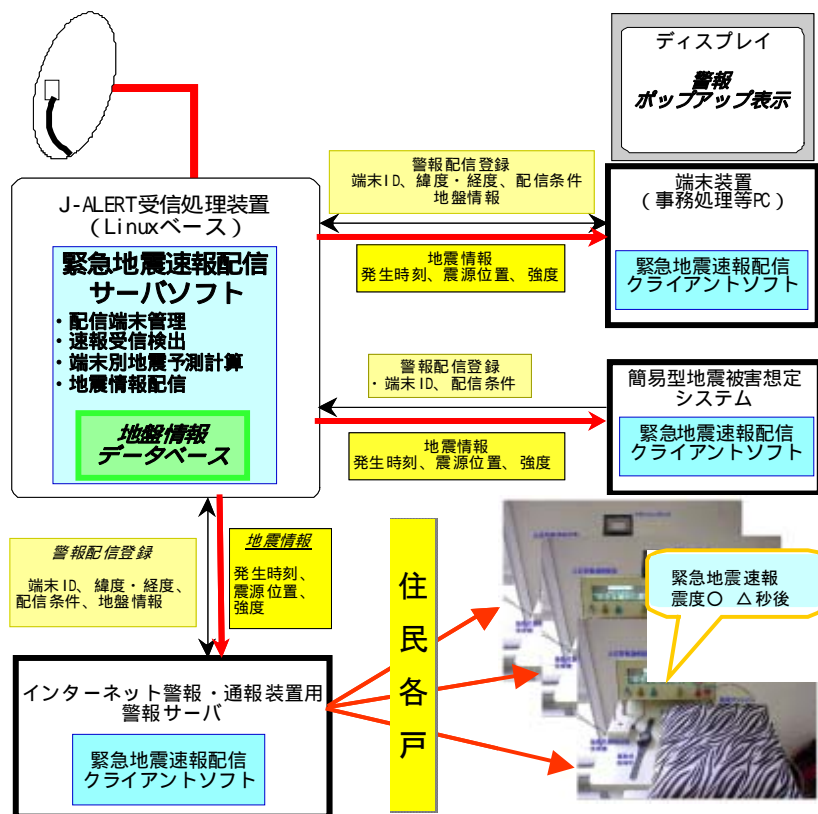 ディスプレイ
警報
ポップアップ表示
J-ALERT受信処理装置
(Linuxベース)
緊急地震速報配信
サーバソフト
・配信端末管理
・速報受信検出
・端末別地震予測計算
・地震情報配信
地盤情報
データベース
警報配信登録
端末ID、緯度・経度、配信条件
地盤情報
地震情報
発生時刻、震源位置、強度
端末装置
(事務処理等PC)
緊急地震速報配信
クライアントソフト
警報配信登録
・端末ID、配信条件
地震情報
発生時刻、震源位置、強度
簡易型地震被害想定
システム
緊急地震速報配信
クライアントソフト
警報配信登録
端末ID、緯度・経度、
配信条件、地盤情報
地震情報
発生時刻、
震源位置、
強度
インターネット警報・通報装置用
警報サーバ
緊急地震速報配信
クライアントソフト
住民各戸
緊急地震速報
震度〇 △秒後